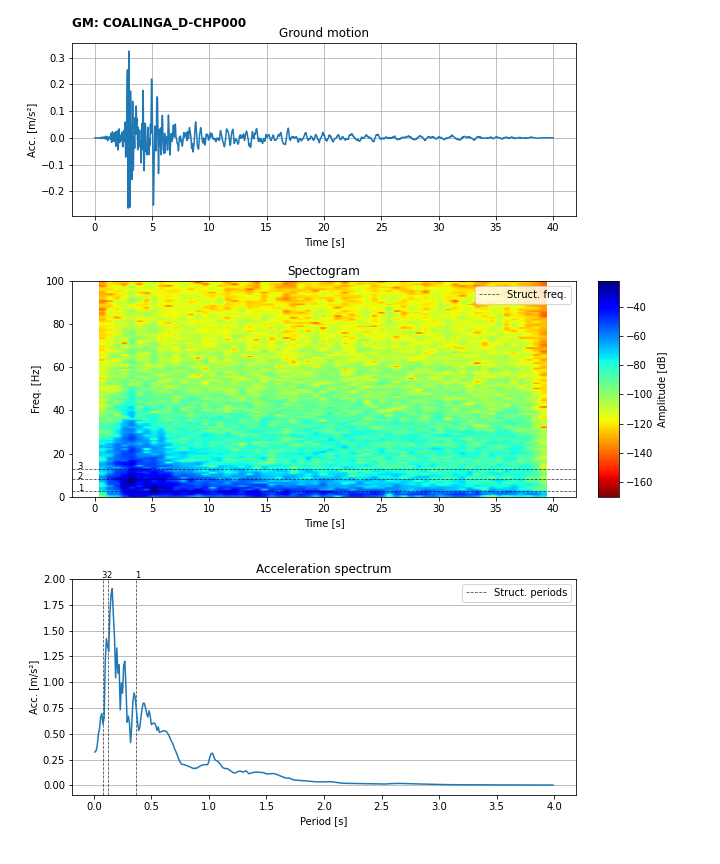 GM: COALINGA_D-CHP000
Ground motion
0.3
0.2
0.1
0.0
−0.1
−0.2
Acc. [m/s²]
0 5 10 15 20 25 30 35 40
Time [s]
Spectogram
100
80
60
40
20
0
Freq. [Hz]
Struct. freq.
3
2
1
0 5 10 15 20 25 30 35 40
Time [s]
−40
−60
−80
−100
−120
−140
−160
Amplitude [dB]
Acceleration spectrum
3 2 1
2.00
1.75
1.50
1.25
1.00
0.75
0.50
0.25
0.00
Acc. [m/s²]
Struct. periods
0.0 0.5 1.0 1.5 2.0 2.5 3.0 3.5 4.0
Period [s]